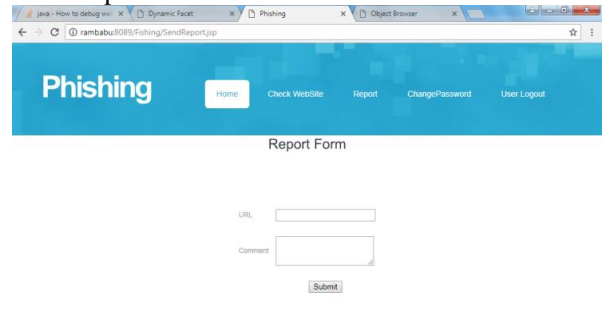 java - How to debug we
Dynamic Facet
Phishing
Object Browser
rambabu:8089/Fishing/SendReport.jsp
Phishing
Home
Check WebSite
Report
ChangePassword
User Logout
Report Form
URL
Comment
Submit